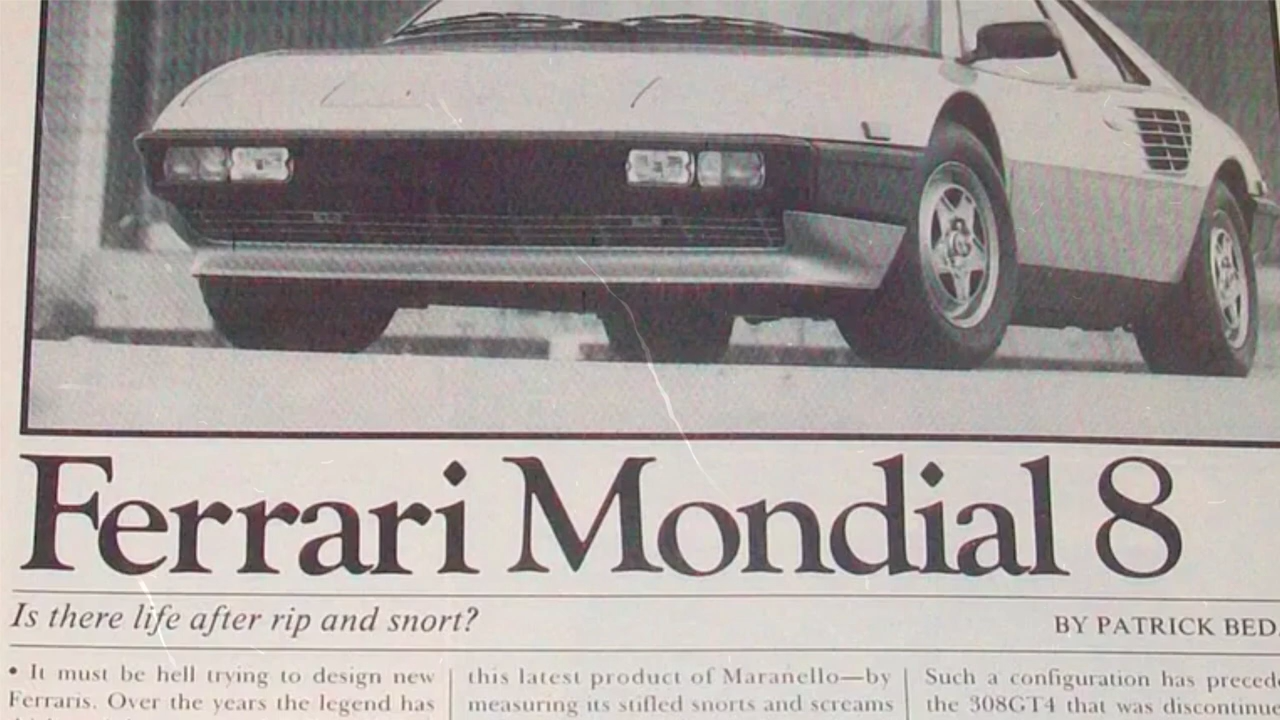 Ferrari Mondial 8
Is there life after rip and snort?
BY PATRICK BED
• It must be hell trying to design new
Ferraris. Over the years the legend has
this latest product of Maranello—by
measuring its stifled snorts and screams
Such a configuration has preced
the 308GT4 that was discontinue